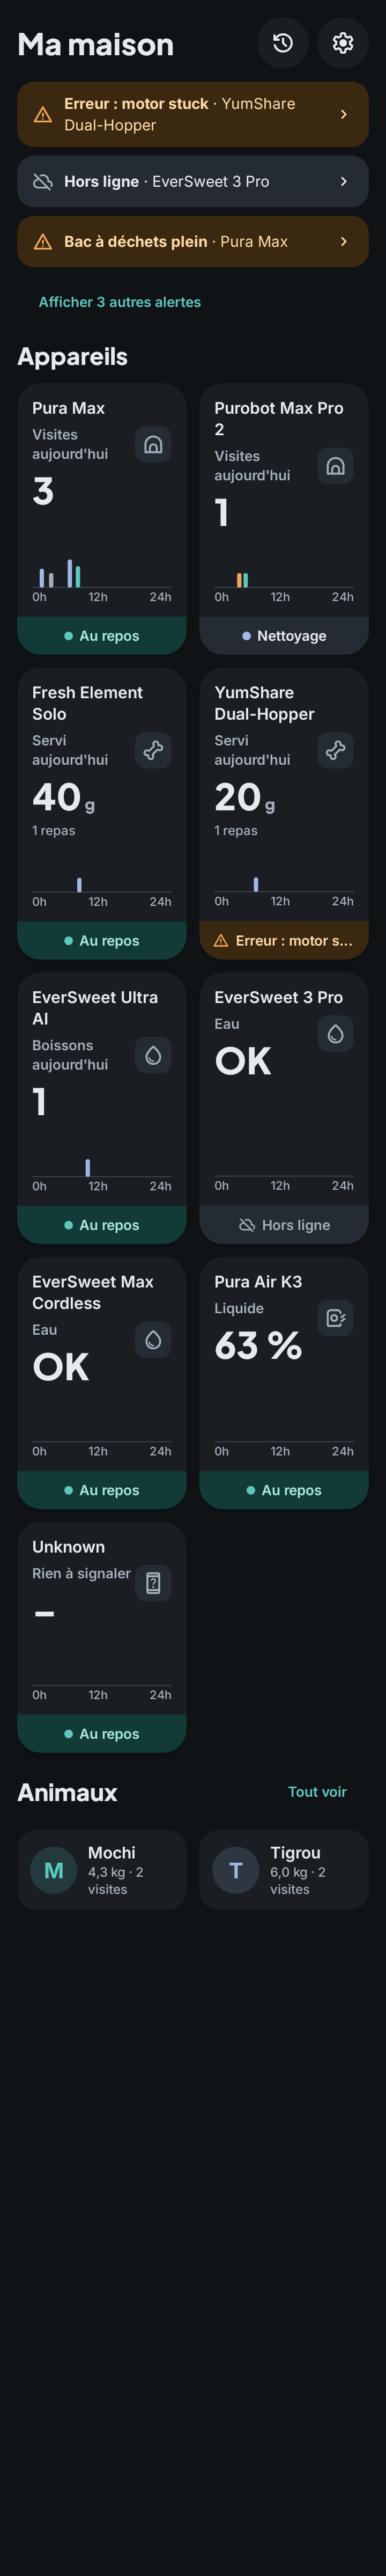 Ma maison
Erreur : motor stuck · YumShare
Dual-Hopper
Hors ligne · EverSweet 3 Pro
Bac à déchets plein · Pura Max
Afficher 3 autres alertes
Appareils
Pura Max
Visites
aujourd'hui
3
0h 12h 24h
Au repos
Purobot Max Pro
2
Visites
aujourd'hui
1
0h 12h 24h
Nettoyage
Fresh Element
Solo
Servi
aujourd'hui
40 g
1 repas
0h 12h 24h
Au repos
YumShare
Dual-Hopper
Servi
aujourd'hui
20 g
1 repas
0h 12h 24h
Erreur : motor s...
EverSweet Ultra
AI
Boissons
aujourd'hui
1
0h 12h 24h
Au repos
EverSweet 3 Pro
Eau
OK
0h 12h 24h
Hors ligne
EverSweet Max
Cordless
Eau
OK
0h 12h 24h
Au repos
Pura Air K3
Liquide
63 %
0h 12h 24h
Au repos
Unknown
Rien à signaler
–
0h 12h 24h
Au repos
Animaux
Tout voir
M
Mochi
4,3 kg · 2
visites
T
Tigrou
6,0 kg · 2
visites